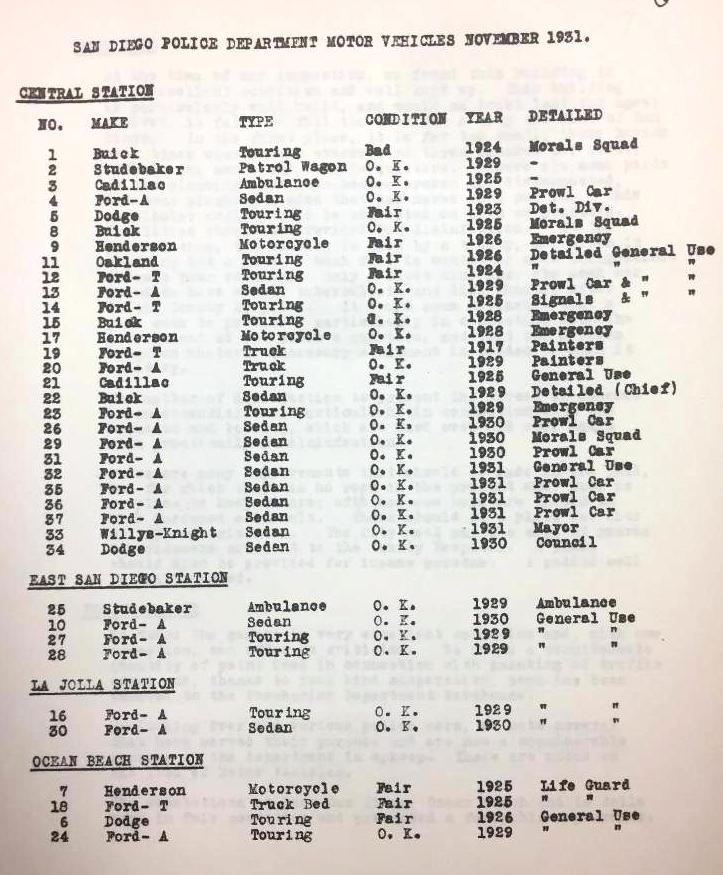 SAN DIEGO POLICE DEPARTMENT MOTOR VEHICLES NOVEMBER 1931.
CENTRAL STATION
NO. MAKE TYPE CONDITION YEAR DETAILED
1 Buick Touring Bad 1924 Morals Squad
2 Studebaker Patrol Wagon O. K. 1929 -
3 Cadillac Ambulance O. K. 1925 -
4 Ford-A Sedan O. K. 1929 Prowl Car
5 Dodge Touring Fair 1923 Det. Div.
8 Buick Touring Fair 1925 Morals Squad
9 Henderson Motorcycle Fair 1926 Emergency
11 Oakland Touring Fair 1926 Detailed General Use
12 Ford- T Touring Fair 1924 " " "
13 Ford- A Sedan O. K. 1929 Prowl Car & " "
14 Ford- T Touring O. K. 1925 Signals & " "
15 Buick Touring O. K. 1928 Emergency
17 Henderson Motorcycle O. K. 1928 Emergency
19 Ford- T Truck Fair 1917 Painters
20 Ford- A Truck O. K. 1929 Painters
21 Cadillac Touring Fair 1925 General Use
22 Buick Sedan O. K. 1929 Detailed (Chief)
23 Ford- A Touring O. K. 1929 Emergency
26 Ford- A Sedan O. K. 1930 Prowl Car
29 Ford- A Sedan O. K. 1930 Morals Squad
31 Ford- A Sedan O. K. 1930 Prowl Car
32 Ford- A Sedan O. K. 1931 General Use
35 Ford- A Sedan O. K. 1931 Prowl Car
36 Ford- A Sedan O. K. 1931 Prowl Car
37 Ford- A Sedan O. K. 1931 Prowl Car
33 Willys-Knight Sedan O. K. 1931 Mayor
34 Dodge Sedan O. K. 1930 Council
EAST SAN DIEGO STATION
25 Studebaker Ambulance O. K. 1929 Ambulance
10 Ford- A Sedan O. K. 1930 General Use
27 Ford- A Touring O. K. 1929 " "
28 Ford- A Touring O. K. 1929 " "
LA JOLLA STATION
16 Ford- A Touring O. K. 1929 " "
30 Ford- A Sedan O. K. 1930 " "
OCEAN BEACH STATION
7 Henderson Motorcycle Fair 1925 Life Guard
18 Ford- T Truck Bed Fair 1925 " "
6 Dodge Touring Fair 1926 General Use
24 Ford- A Touring O. K. 1929 " "